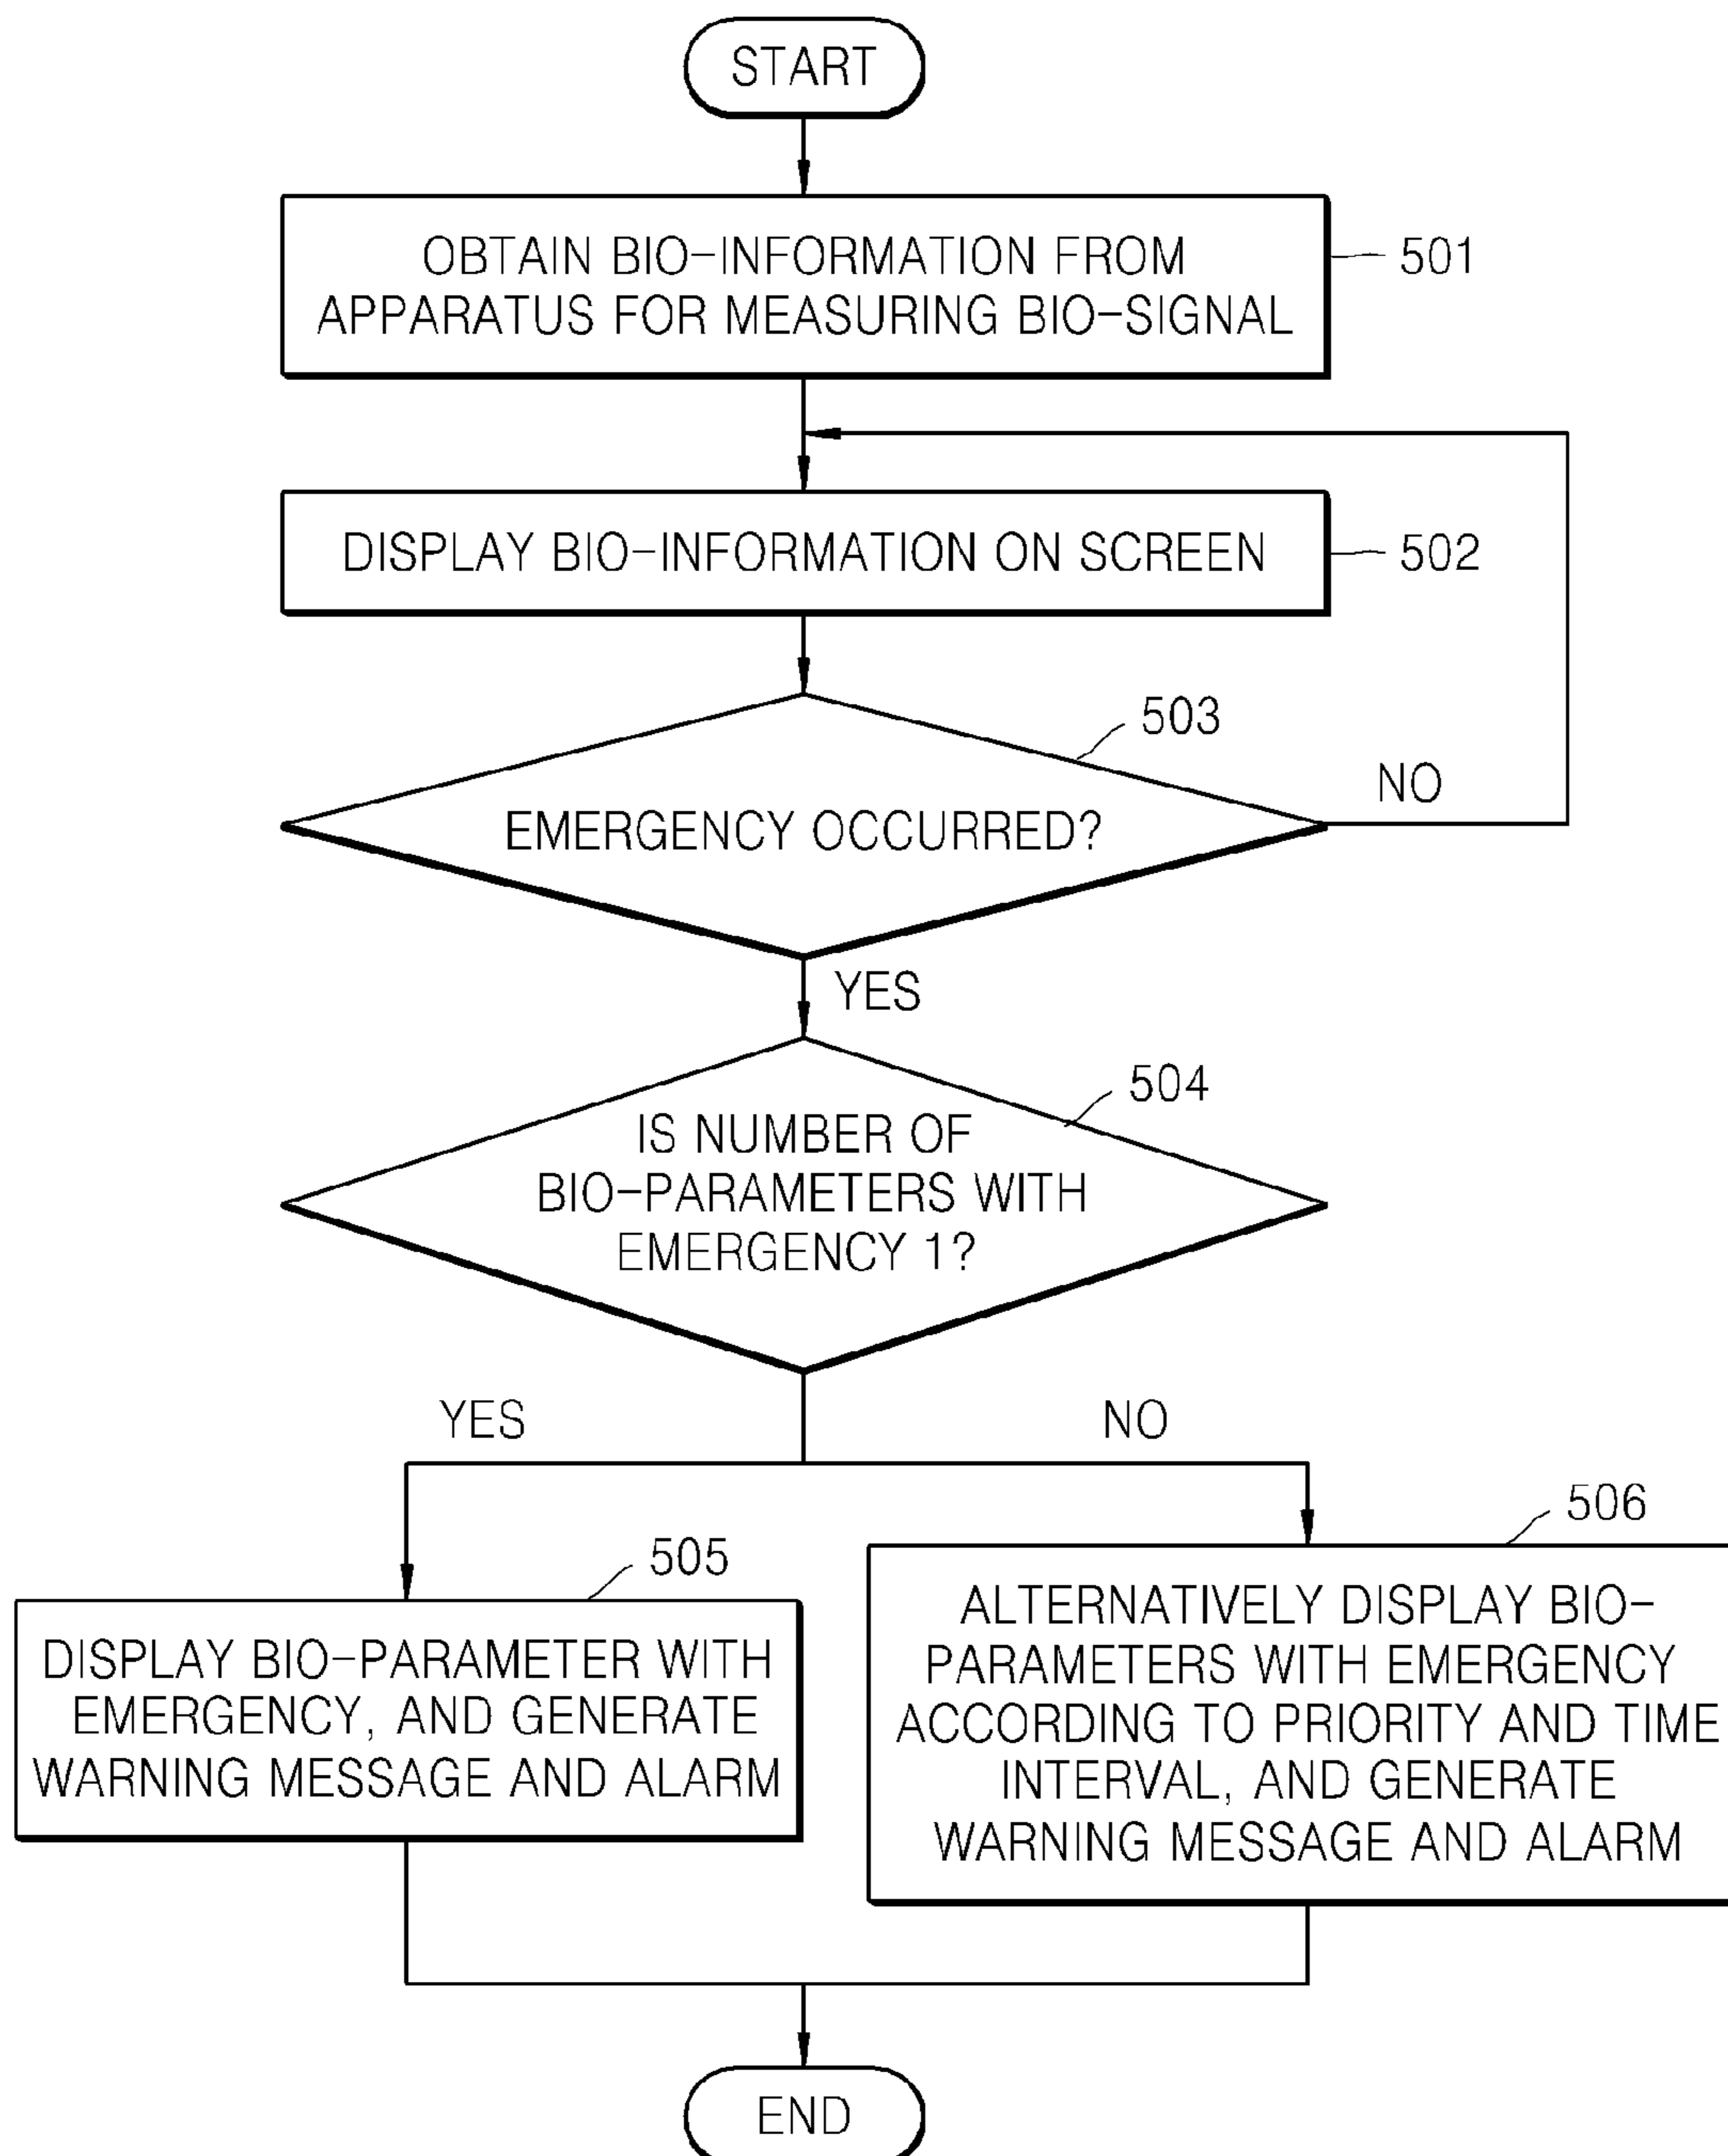 START
OBTAIN BIO-INFORMATION FROM
APPARATUS FOR MEASURING BIO-SIGNAL
501
DISPLAY BIO-INFORMATION ON SCREEN
502
503
EMERGENCY OCCURRED?
NO
YES
504
IS NUMBER OF
BIO-PARAMETERS WITH
EMERGENCY 1?
YES
NO
505
DISPLAY BIO-PARAMETER WITH
EMERGENCY, AND GENERATE
WARNING MESSAGE AND ALARM
506
ALTERNATIVELY DISPLAY BIO-
PARAMETERS WITH EMERGENCY
ACCORDING TO PRIORITY AND TIME
INTERVAL, AND GENERATE
WARNING MESSAGE AND ALARM
END